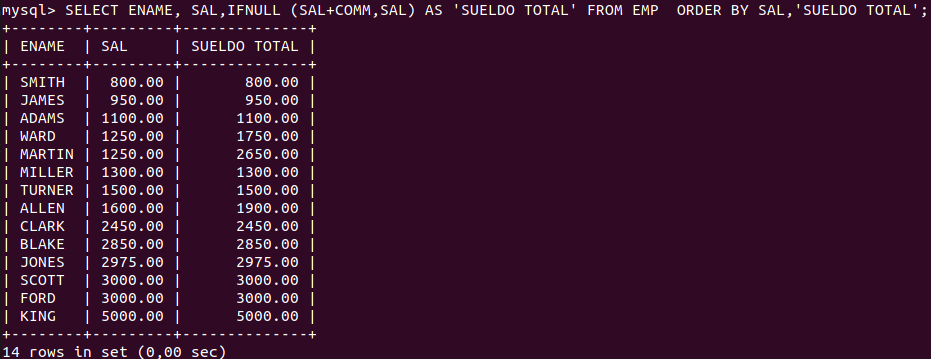 mysql> SELECT ENAME, SAL,IFNULL (SAL+COMM,SAL) AS 'SUELDO TOTAL' FROM EMP  ORDER BY SAL,'SUELDO TOTAL';
+--------+---------+--------------+
| ENAME  | SAL     | SUELDO TOTAL |
+--------+---------+--------------+
| SMITH  |  800.00 |       800.00 |
| JAMES  |  950.00 |       950.00 |
| ADAMS  | 1100.00 |      1100.00 |
| WARD   | 1250.00 |      1750.00 |
| MARTIN | 1250.00 |      2650.00 |
| MILLER | 1300.00 |      1300.00 |
| TURNER | 1500.00 |      1500.00 |
| ALLEN  | 1600.00 |      1900.00 |
| CLARK  | 2450.00 |      2450.00 |
| BLAKE  | 2850.00 |      2850.00 |
| JONES  | 2975.00 |      2975.00 |
| SCOTT  | 3000.00 |      3000.00 |
| FORD   | 3000.00 |      3000.00 |
| KING   | 5000.00 |      5000.00 |
+--------+---------+--------------+
14 rows in set (0,00 sec)